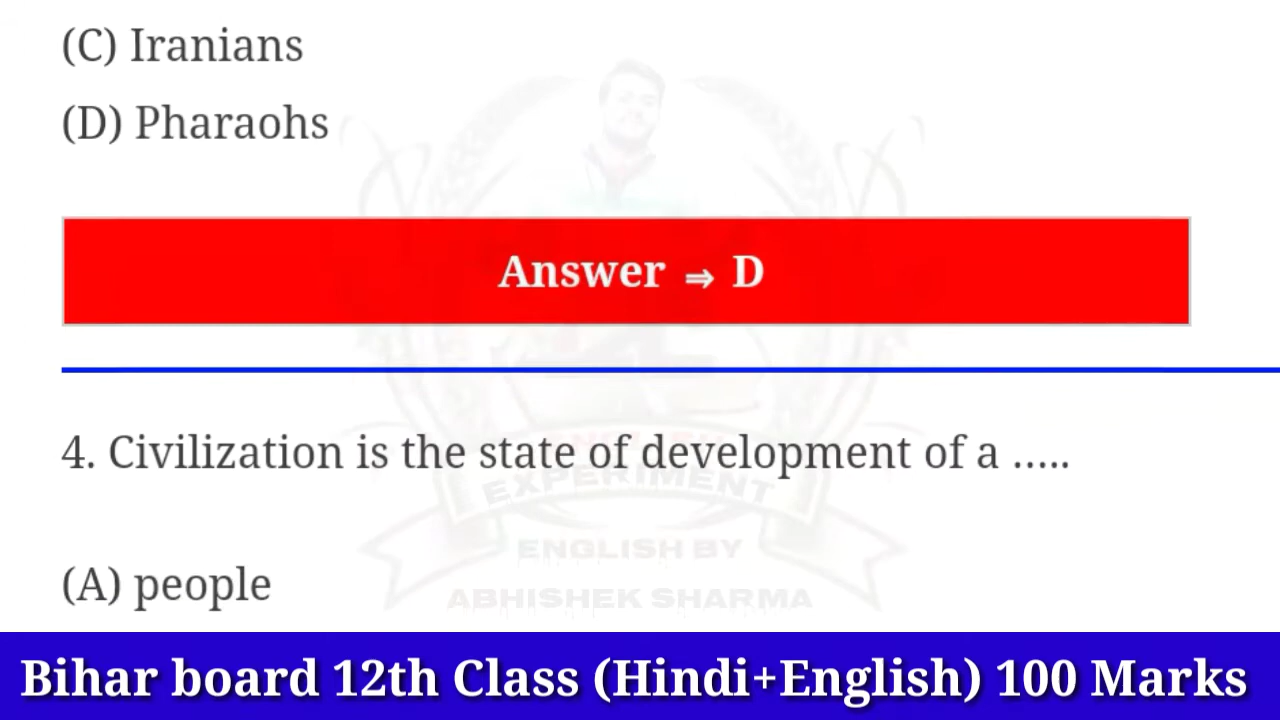 (C) Iranians
(D) Pharaohs
Answer ⇒ D
4. Civilization is the state of development of a …..
EXPERIMENT
ENGLISH BY
(A) people
ABHISHEK SHARMA
Bihar board 12th Class (Hindi+English) 100 Marks